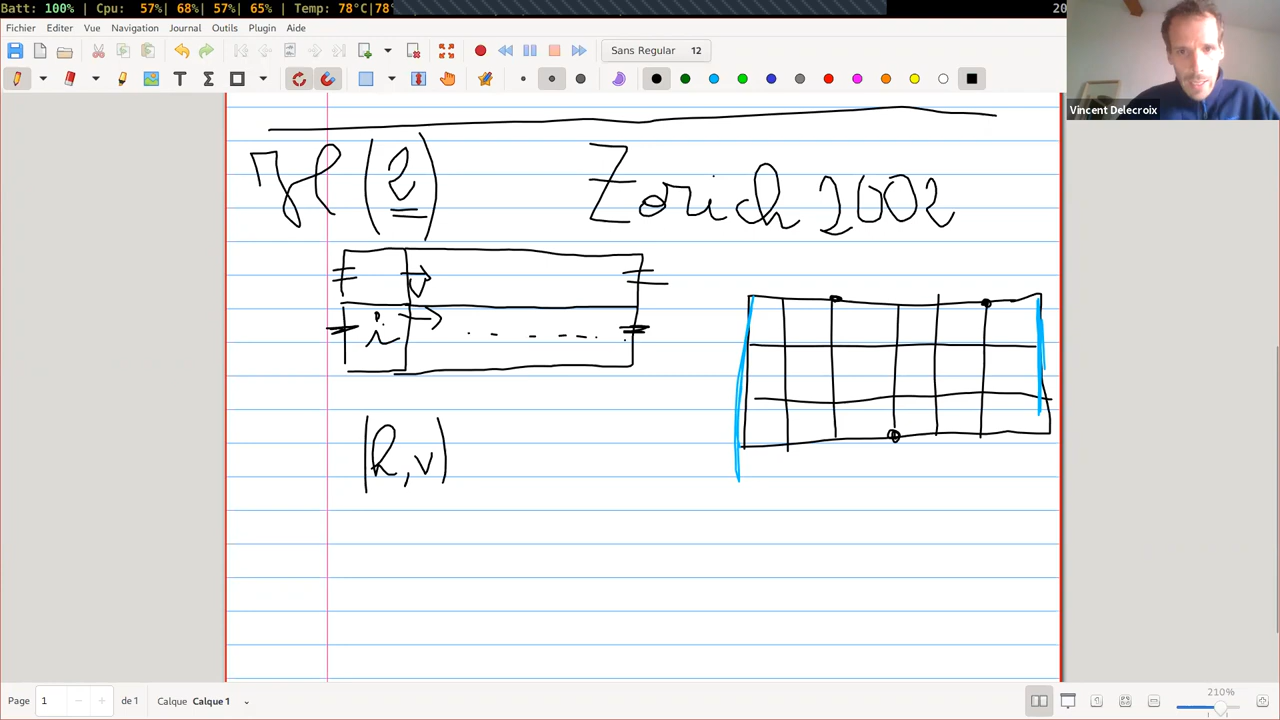 Batt: 100% | Cpu: 57%| 68%| 57%| 65% | Temp: 78°C|78° 20
Fichier Editer Vue Navigation Journal Outils Plugin Aide
Sans Regular 12
Vincent Delecroix
H(2) Zorich 2002
v
i
(h,v)
Page 1 de 1 Calque Calque 1 210%